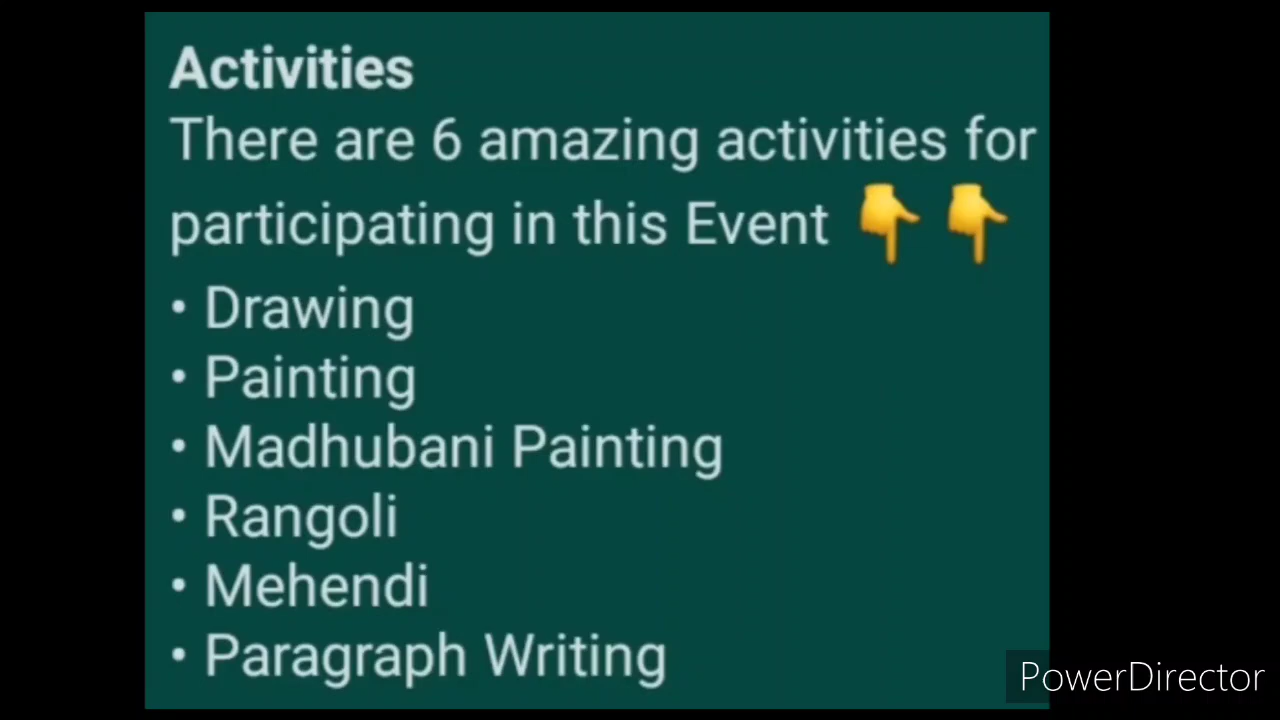 Activities
There are 6 amazing activities for
participating in this Event 👇 👇
• Drawing
• Painting
• Madhubani Painting
• Rangoli
• Mehendi
• Paragraph Writing
PowerDirector